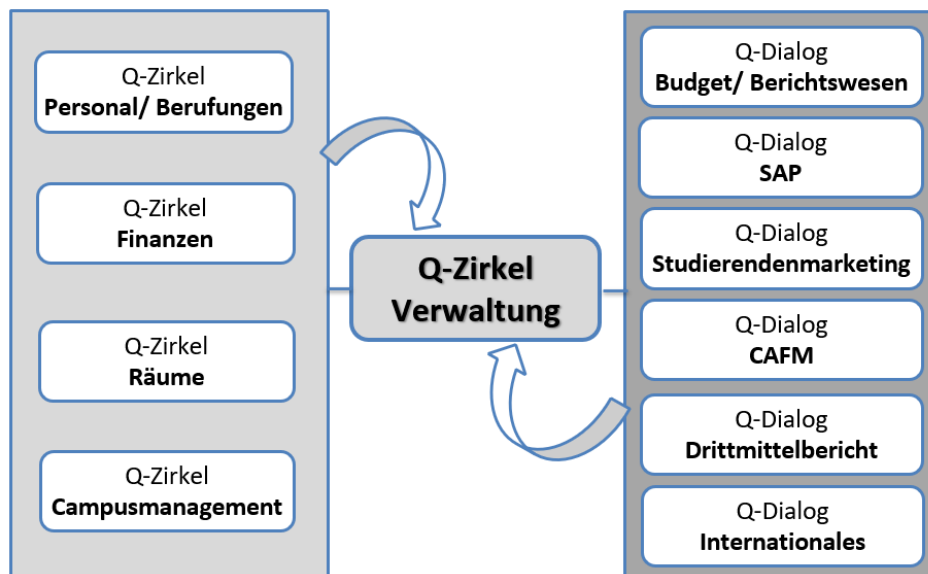 Q-Zirkel
Personal/ Berufungen
Q-Zirkel
Finanzen
Q-Zirkel
Räume
Q-Zirkel
Campusmanagement
Q-Zirkel
Verwaltung
Q-Dialog
Budget/ Berichtswesen
Q-Dialog
SAP
Q-Dialog
Studierendenmarketing
Q-Dialog
CAFM
Q-Dialog
Drittmittelbericht
Q-Dialog
Internationales